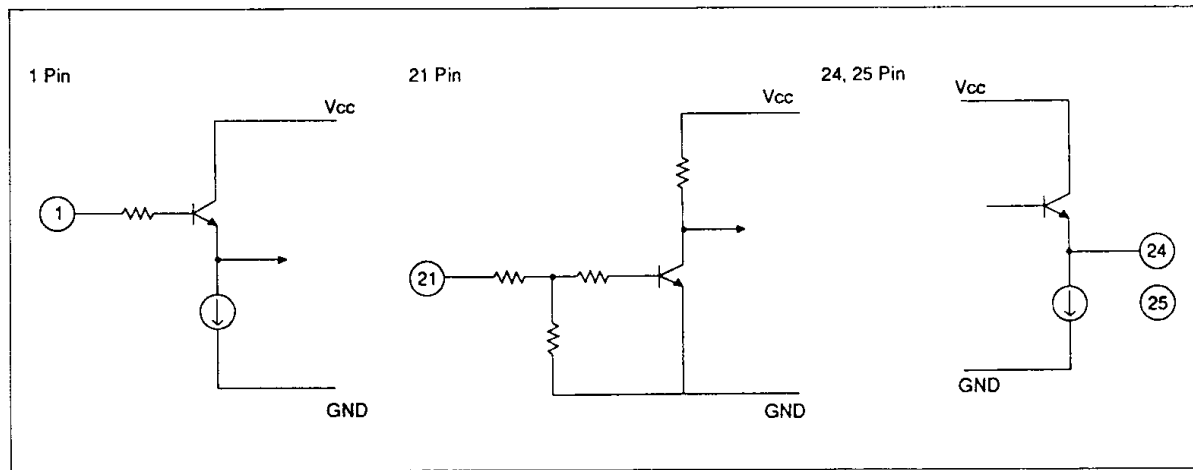 1 Pin
Vcc
1
GND
21 Pin
Vcc
21
GND
24, 25 Pin
Vcc
24
25
GND